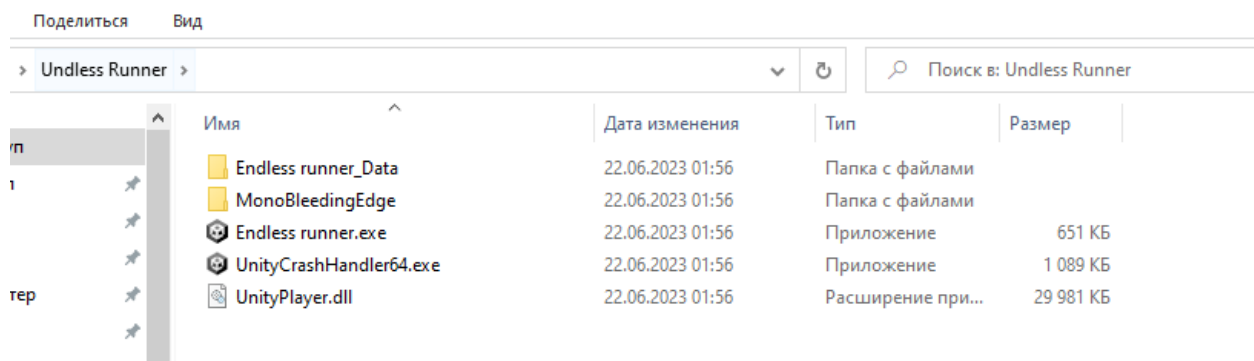 Поделиться Вид
Undless Runner Поиск в: Undless Runner
Имя Дата изменения Тип Размер
Endless runner_Data 22.06.2023 01:56 Папка с файлами
MonoBleedingEdge 22.06.2023 01:56 Папка с файлами
Endless runner.exe 22.06.2023 01:56 Приложение 651 КБ
UnityCrashHandler64.exe 22.06.2023 01:56 Приложение 1 089 КБ
UnityPlayer.dll 22.06.2023 01:56 Расширение при... 29 981 КБ